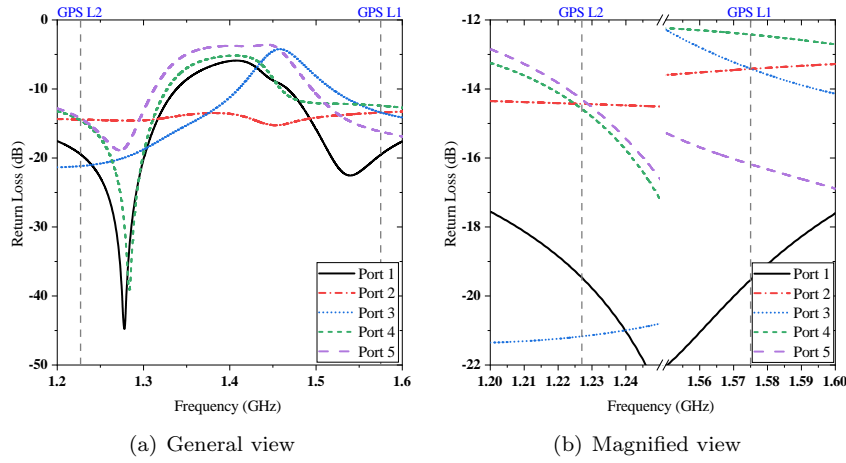 GPS L2
GPS L1
0
-10
-20
-30
-40
-50
Return Loss (dB)
Port 1
Port 2
Port 3
Port 4
Port 5
1.2
1.3
1.4
1.5
1.6
Frequency (GHz)
(a) General view
GPS L2
GPS L1
-12
-14
-16
-18
-20
-22
Return Loss (dB)
Port 1
Port 2
Port 3
Port 4
Port 5
1.20
1.21
1.22
1.23
1.24
1.56
1.57
1.58
1.59
1.60
Frequency (GHz)
(b) Magnified view